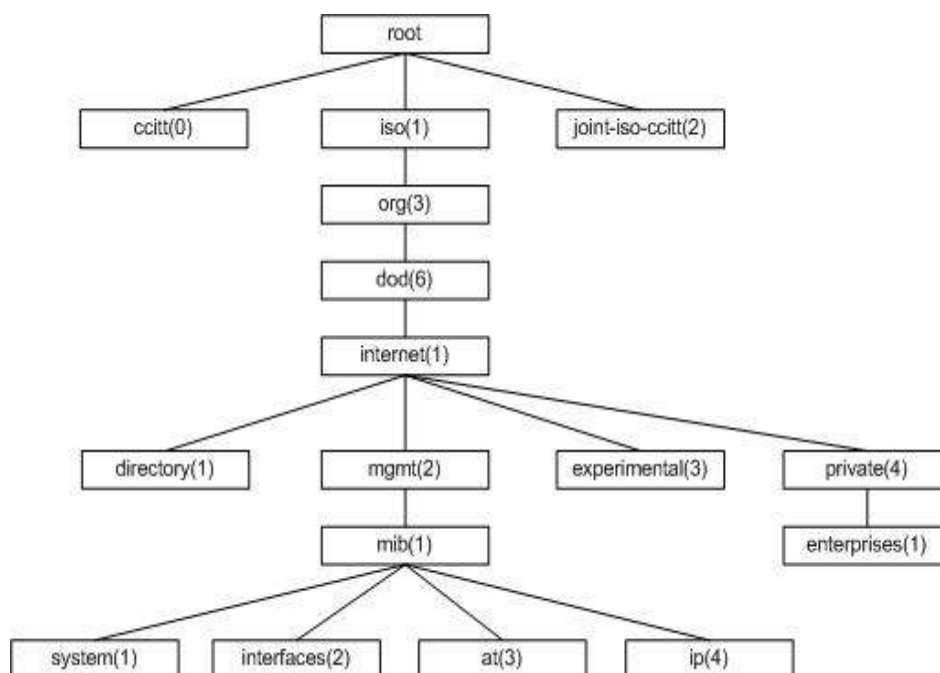 root
ccitt(0)
iso(1)
joint-iso-ccitt(2)
org(3)
dod(6)
internet(1)
directory(1)
mgmt(2)
experimental(3)
private(4)
mib(1)
enterprises(1)
system(1)
interfaces(2)
at(3)
ip(4)